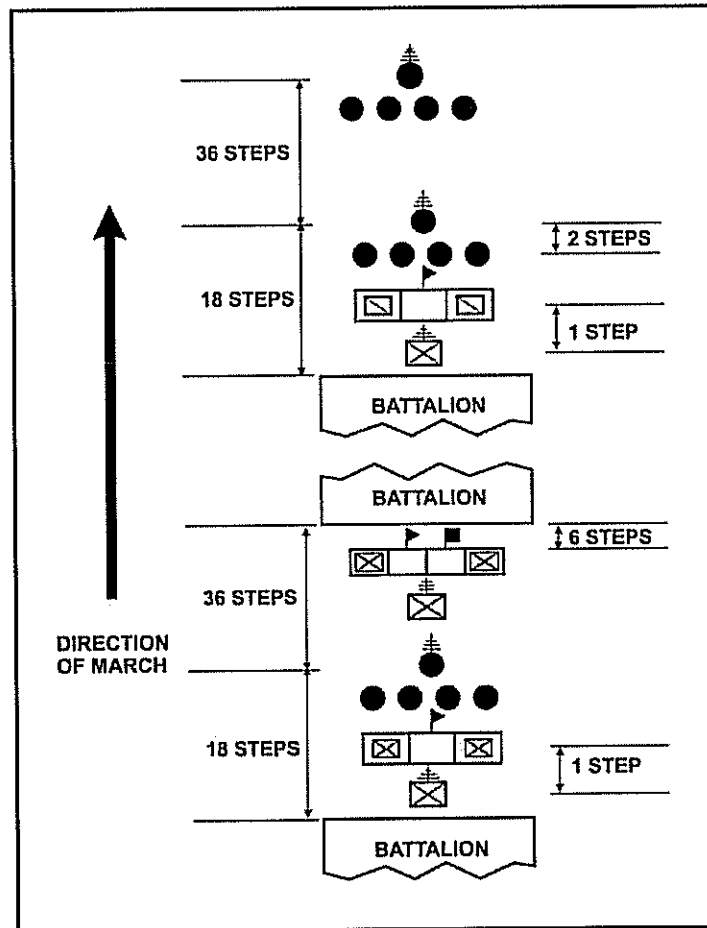 36 STEPS
2 STEPS
18 STEPS
1 STEP
BATTALION
BATTALION
6 STEPS
36 STEPS
DIRECTION
OF MARCH
18 STEPS
1 STEP
BATTALION